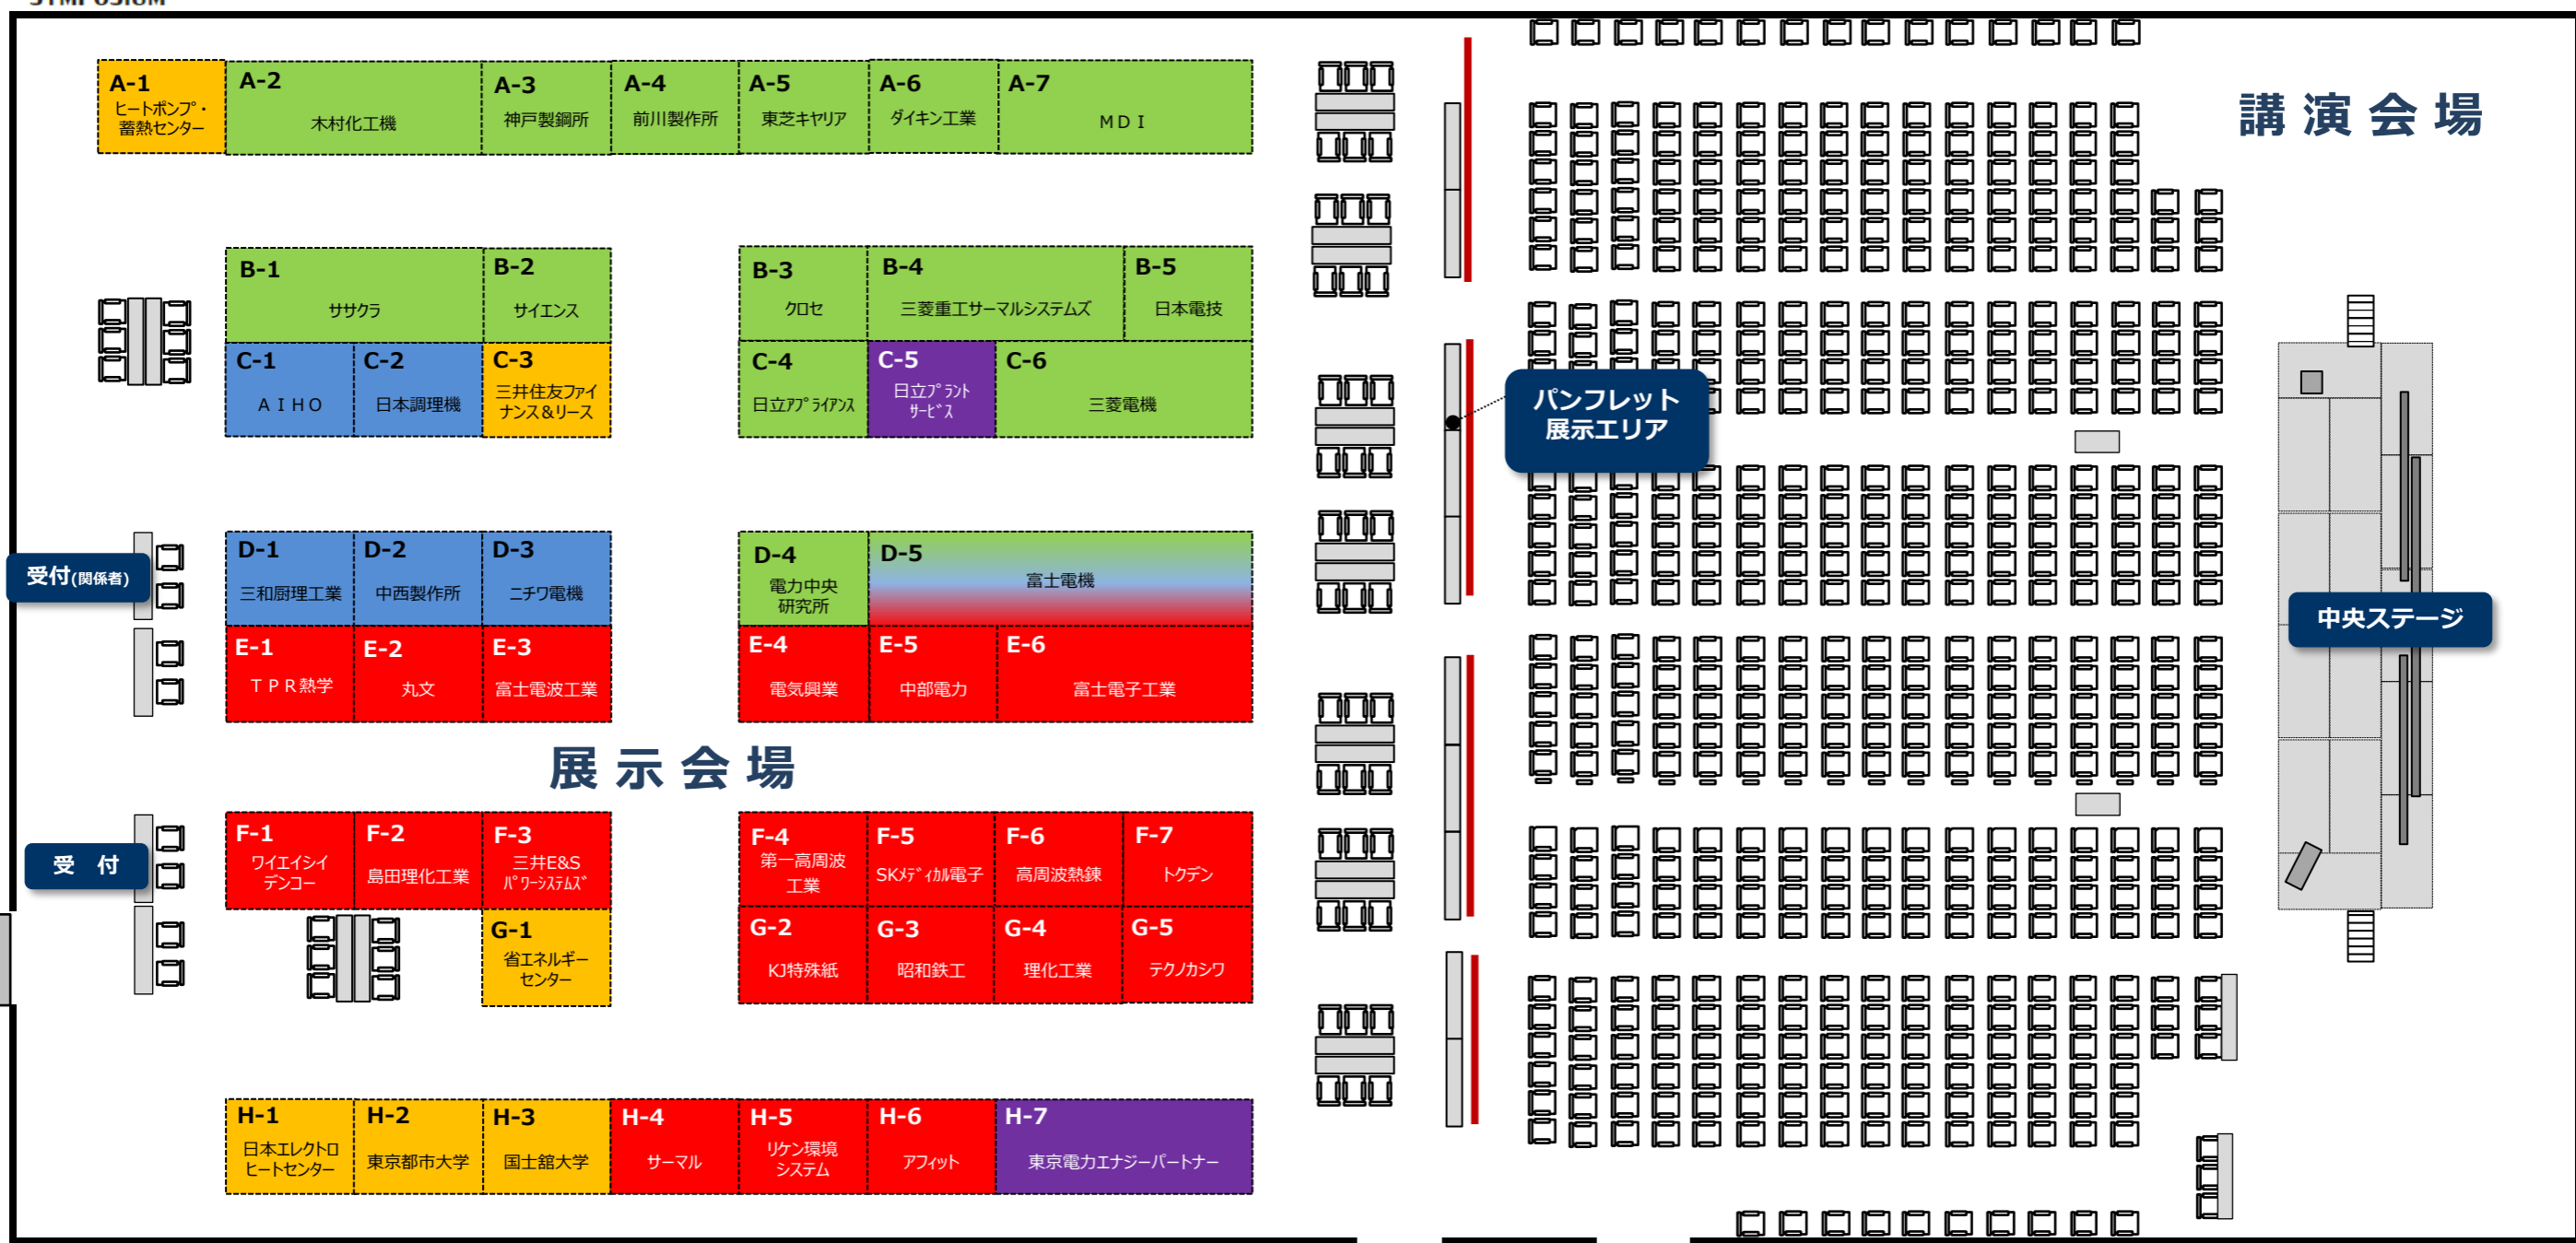 SYMPOSIUM
講演会場
A-1
ヒートポンプ・
蓄熱センター
A-2
木村化工機
A-3
神戸製鋼所
A-4
前川製作所
A-5
東芝キヤリア
A-6
ダイキン工業
A-7
ＭＤＩ
B-1
ササクラ
B-2
サイエンス
B-3
クロセ
B-4
三菱重工サーマルシステムズ
B-5
日本電技
C-1
ＡＩＨＯ
C-2
日本調理機
C-3
三井住友ファイ
ナンス＆リース
C-4
日立ｱﾌﾟﾗｲｱﾝｽ
C-5
日立ﾌﾟﾗﾝﾄ
ｻｰﾋﾞｽ
C-6
三菱電機
パンフレット
展示エリア
受付(関係者)
D-1
三和厨理工業
D-2
中西製作所
D-3
ニチワ電機
D-4
電力中央
研究所
D-5
富士電機
E-1
ＴＰＲ熱学
E-2
丸文
E-3
富士電波工業
E-4
電気興業
E-5
中部電力
E-6
富士電子工業
中央ステージ
展示会場
受　付
F-1
ワイエイシイ
デンコー
F-2
島田理化工業
F-3
三井E&S
ﾊﾟﾜｰｼｽﾃﾑｽﾞ
F-4
第一高周波
工業
F-5
SKﾒﾃﾞｨｶﾙ電子
F-6
高周波熱錬
F-7
トクデン
G-1
省エネルギー
センター
G-2
KJ特殊紙
G-3
昭和鉄工
G-4
理化工業
G-5
テクノカシワ
H-1
日本エレクトロ
ヒートセンター
H-2
東京都市大学
H-3
国士舘大学
H-4
サーマル
H-5
リケン環境
システム
H-6
アフィット
H-7
東京電力エナジーパートナー